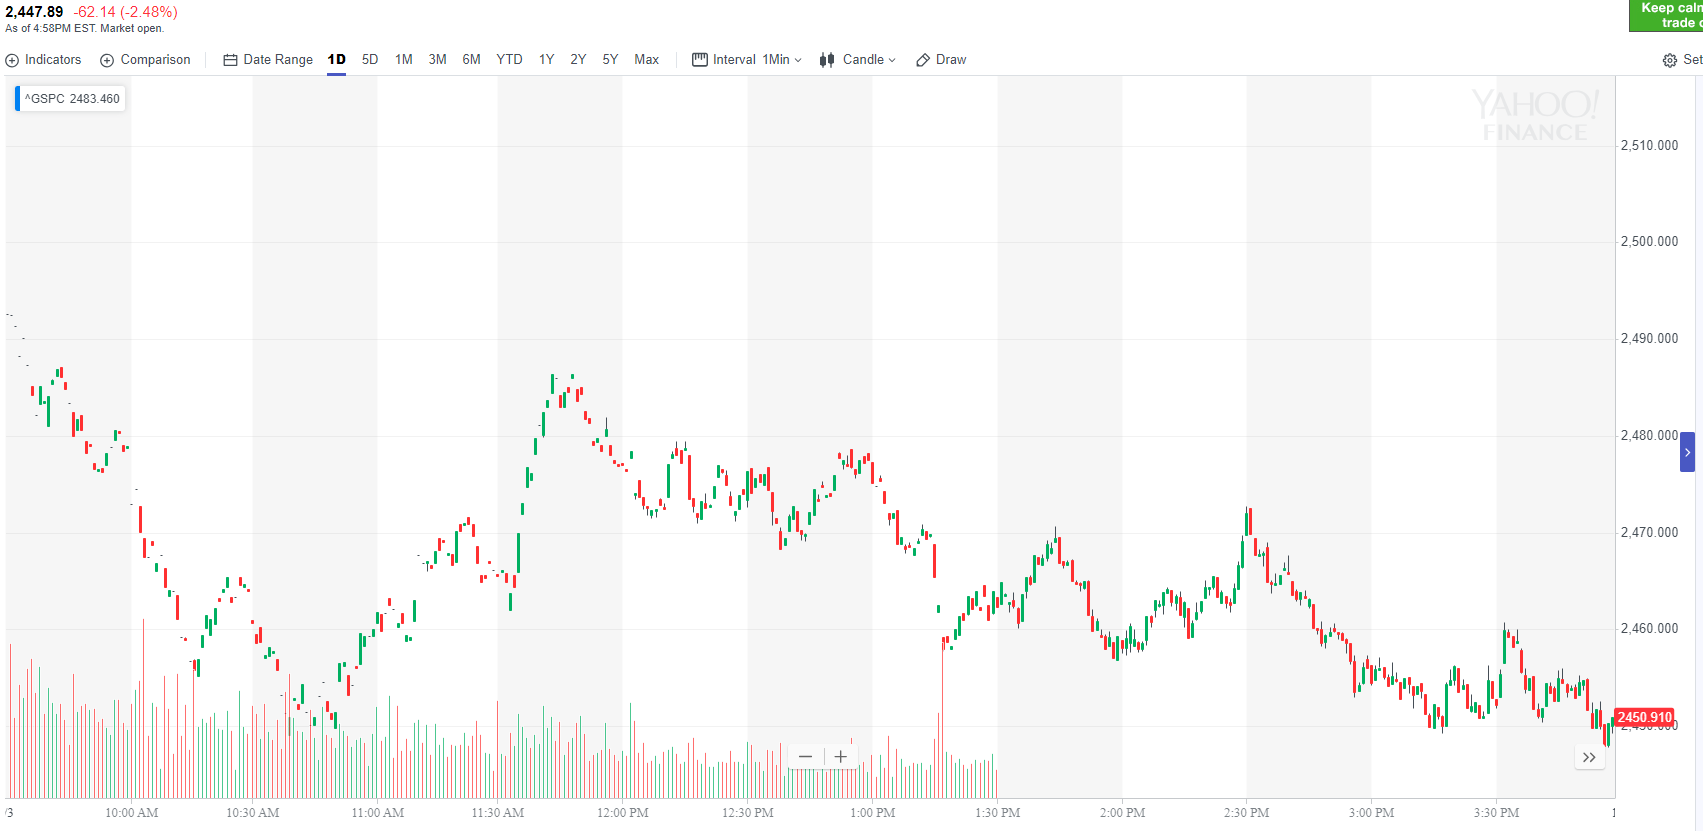 2,447.89 -62.14 (-2.48%)
As of 4:58PM EST. Market open.
Keep calm
trade
Indicators Comparison Date Range 1D 5D 1M 3M 6M YTD 1Y 2Y 5Y Max Interval 1Min Candle Draw Set
^GSPC 2483.460
YAHOO!
FINANCE
2,510.000
2,500.000
2,490.000
2,480.000
2,470.000
2,460.000
2450.910
/3 10:00 AM 10:30 AM 11:00 AM 11:30 AM 12:00 PM 12:30 PM 1:00 PM 1:30 PM 2:00 PM 2:30 PM 3:00 PM 3:30 PM 1